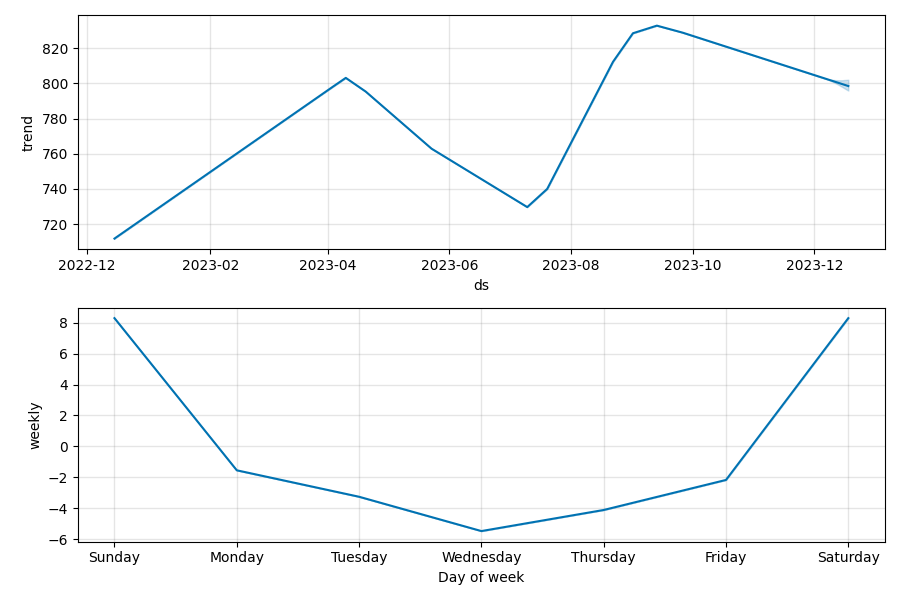 trend
820
800
780
760
740
720
2022-12 2023-02 2023-04 2023-06 2023-08 2023-10 2023-12
ds
weekly
8
6
4
2
0
−2
−4
−6
Sunday Monday Tuesday Wednesday Thursday Friday Saturday
Day of week